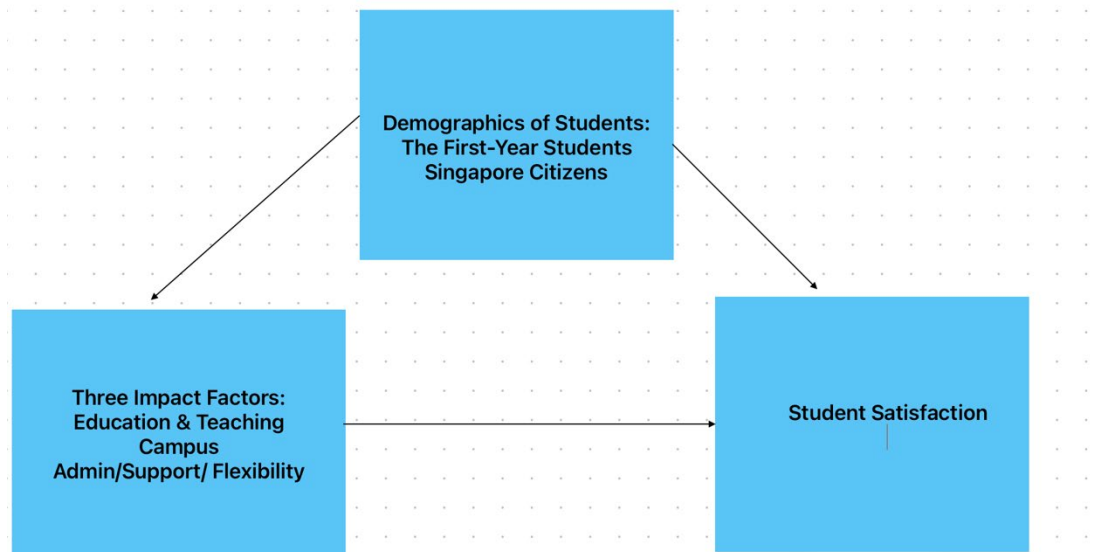 Demographics of Students:
The First-Year Students
Singapore Citizens
Three Impact Factors:
Education & Teaching
Campus
Admin/Support/ Flexibility
Student Satisfaction